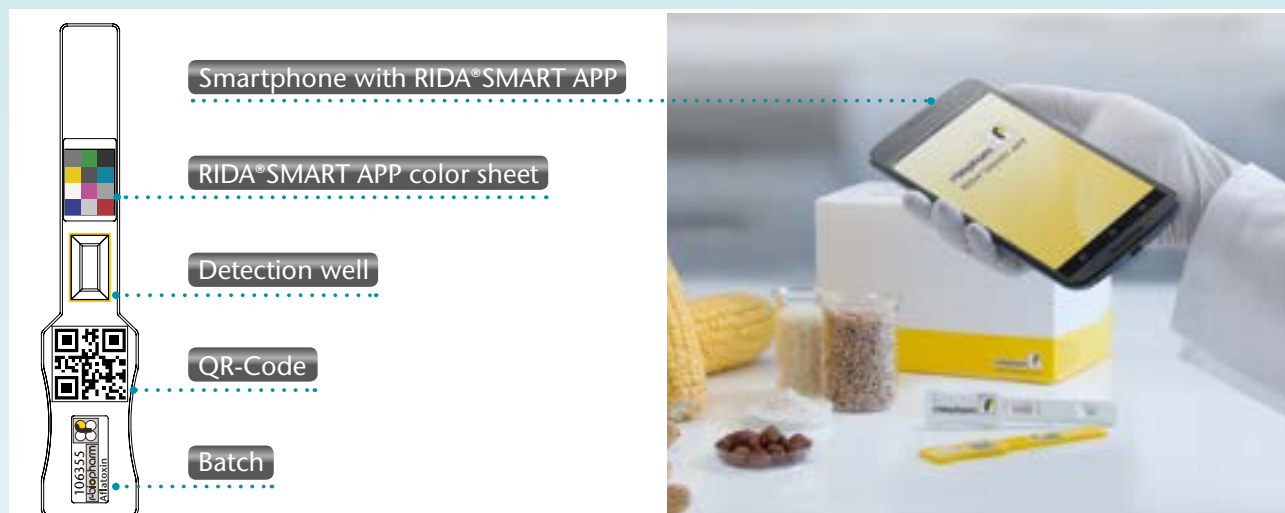 Smartphone with RIDA®SMART APP
RIDA®SMART APP color sheet
Detection well
QR-Code
Batch
106355
r-biopharm
Aflatoxin